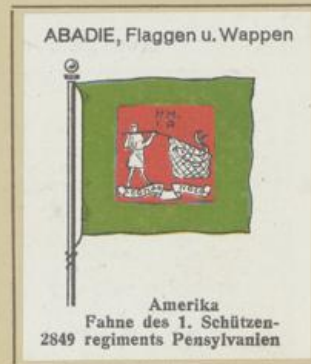 ABADIE, Flaggen u. Wappen
Amerika
Fahne des 1. Schützen-
2849 regiments Pensylvanien